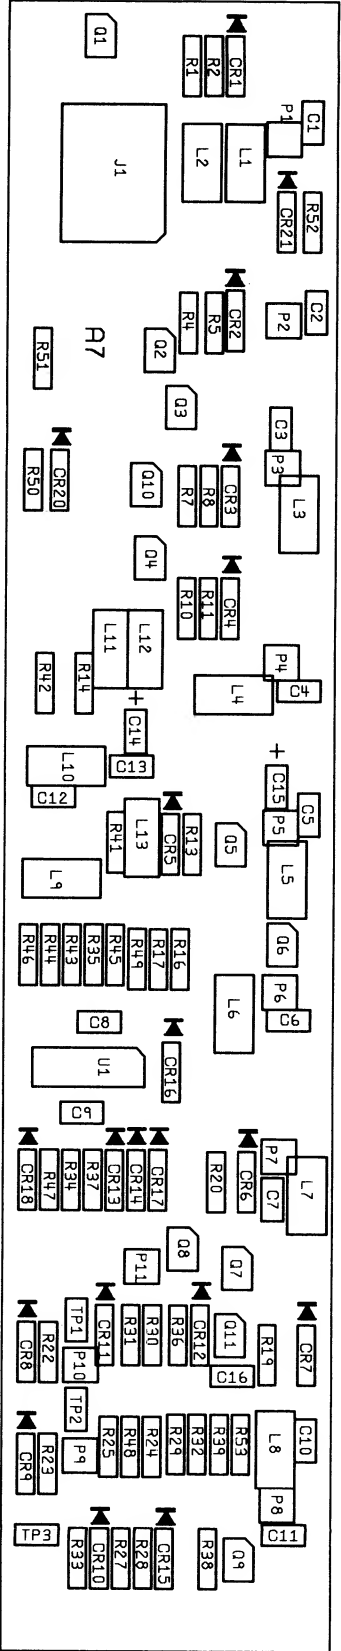 Q1
R1
R2
CR1
C1
P1
J1
L2
L1
CR21
R52
C2
P2
R4
R5
CR2
R51
A7
Q2
Q3
C3
P3
L3
R50
CR20
Q10
R7
R8
CR3
Q4
R10
R11
CR4
L11
L12
R42
R14
L4
P4
C4
+
C14
C13
L10
C12
+
C15
C5
P5
L13
R41
CR5
R13
Q5
L5
L9
R46
R44
R43
R35
R45
R49
R17
R16
Q6
P6
C6
L6
C8
U1
CR16
C9
CR18
R47
R34
R37
CR13
CR14
CR17
R20
CR6
P7
C7
L7
Q8
Q7
P11
TP1
CR11
R31
R30
R36
CR12
Q11
R19
CR7
CR8
R22
P10
C16
TP2
CR9
R23
P9
R25
R48
R24
R29
R32
R39
R53
L8
C10
P8
C11
TP3
R33
CR10
R27
R28
CR15
R38
Q9